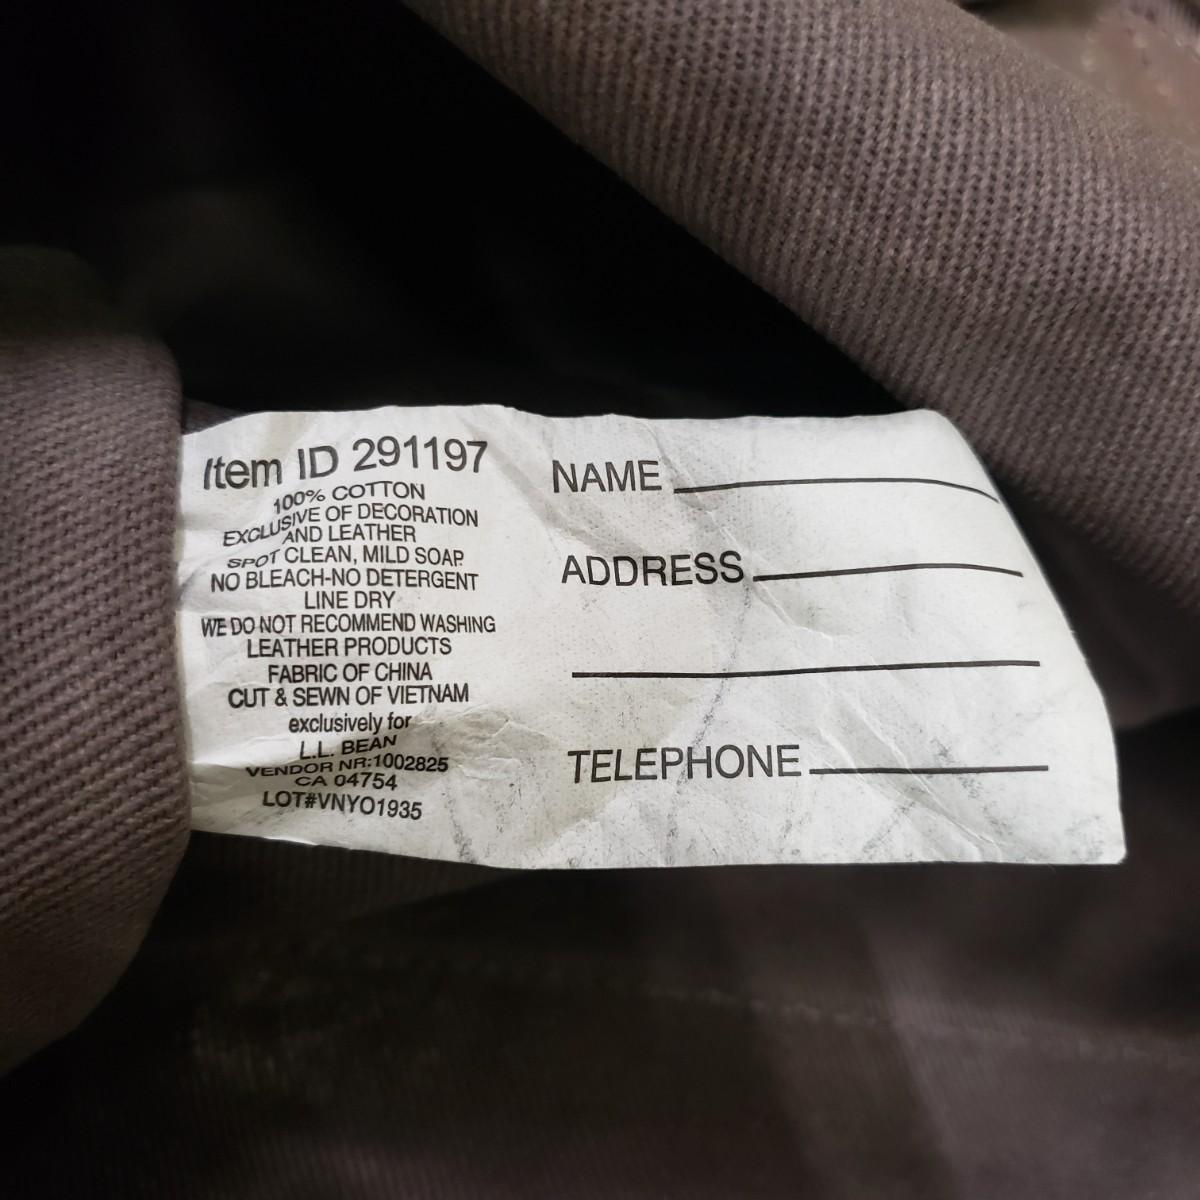 Item ID 291197
100% COTTON
EXCLUSIVE OF DECORATION
AND LEATHER
SPOT CLEAN, MILD SOAP.
NO BLEACH-NO DETERGENT
LINE DRY
WE DO NOT RECOMMEND WASHING
LEATHER PRODUCTS
FABRIC OF CHINA
CUT & SEWN OF VIETNAM
exclusively for
L.L. BEAN
VENDOR NR:1002825
CA 04754
LOT#VNYO1935
NAME
ADDRESS
TELEPHONE